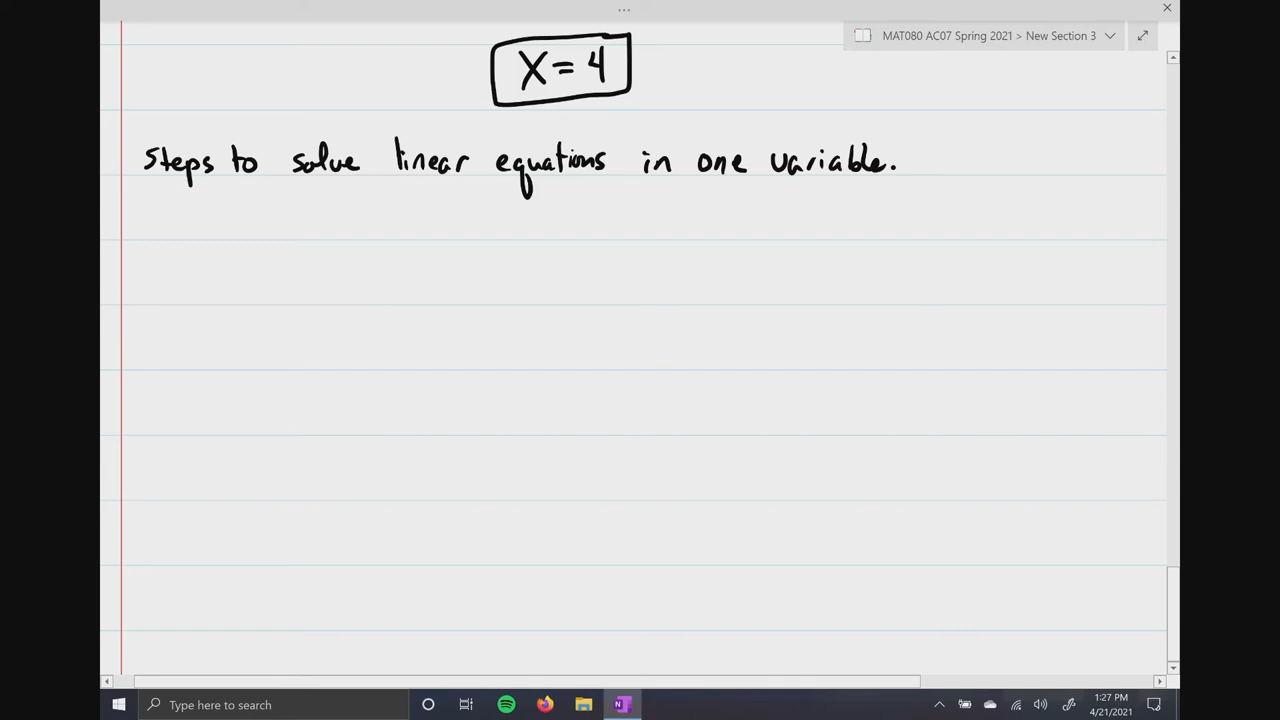 ...
MAT080 AC07 Spring 2021 > New Section 3
X = 4
Steps to solve linear equations in one variable.
Type here to search
1:27 PM
4/21/2021